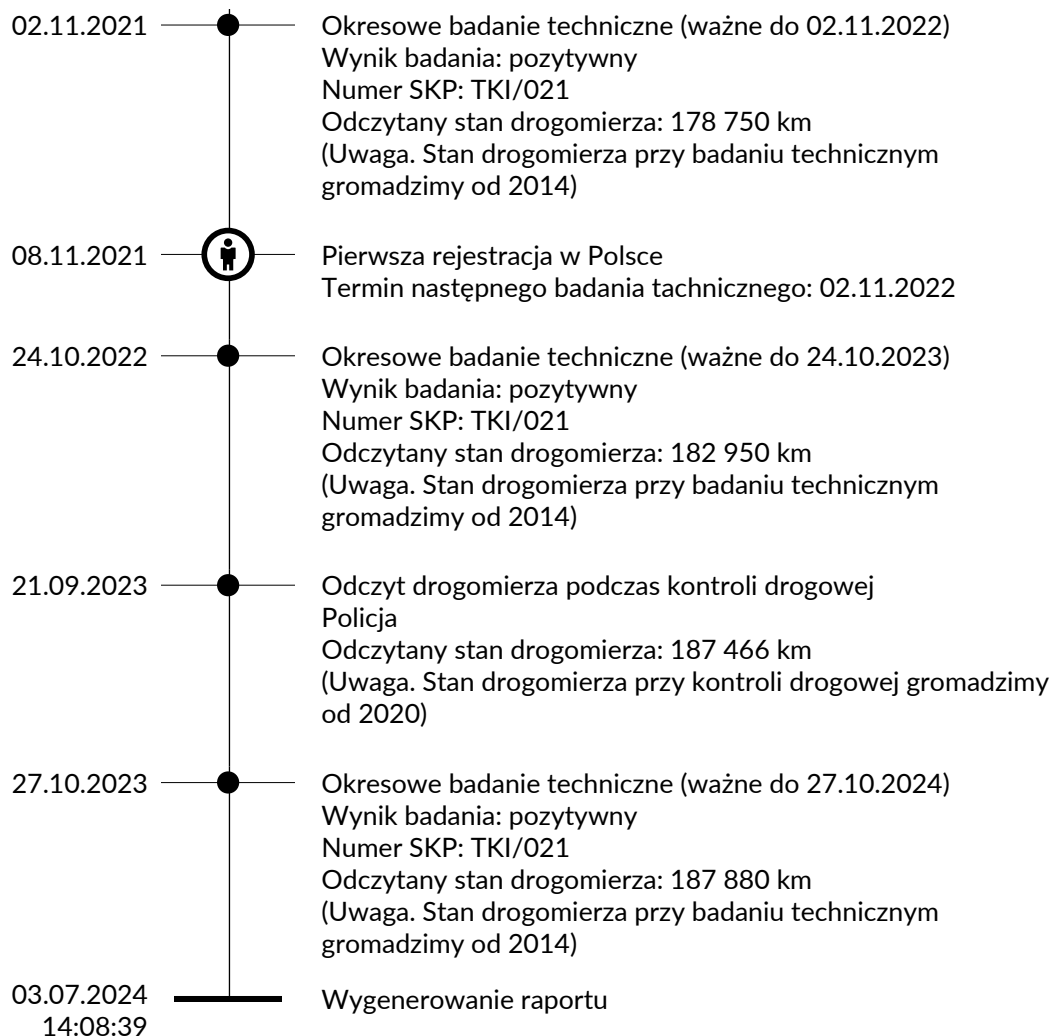 02.11.2021 Okresowe badanie techniczne (ważne do 02.11.2022)
Wynik badania: pozytywny
Numer SKP: TKI/021
Odczytany stan drogomierza: 178 750 km
(Uwaga. Stan drogomierza przy badaniu technicznym
gromadzimy od 2014)
08.11.2021 Pierwsza rejestracja w Polsce
Termin następnego badania tachnicznego: 02.11.2022
24.10.2022 Okresowe badanie techniczne (ważne do 24.10.2023)
Wynik badania: pozytywny
Numer SKP: TKI/021
Odczytany stan drogomierza: 182 950 km
(Uwaga. Stan drogomierza przy badaniu technicznym
gromadzimy od 2014)
21.09.2023 Odczyt drogomierza podczas kontroli drogowej
Policja
Odczytany stan drogomierza: 187 466 km
(Uwaga. Stan drogomierza przy kontroli drogowej gromadzimy
od 2020)
27.10.2023 Okresowe badanie techniczne (ważne do 27.10.2024)
Wynik badania: pozytywny
Numer SKP: TKI/021
Odczytany stan drogomierza: 187 880 km
(Uwaga. Stan drogomierza przy badaniu technicznym
gromadzimy od 2014)
03.07.2024 Wygenerowanie raportu
14:08:39